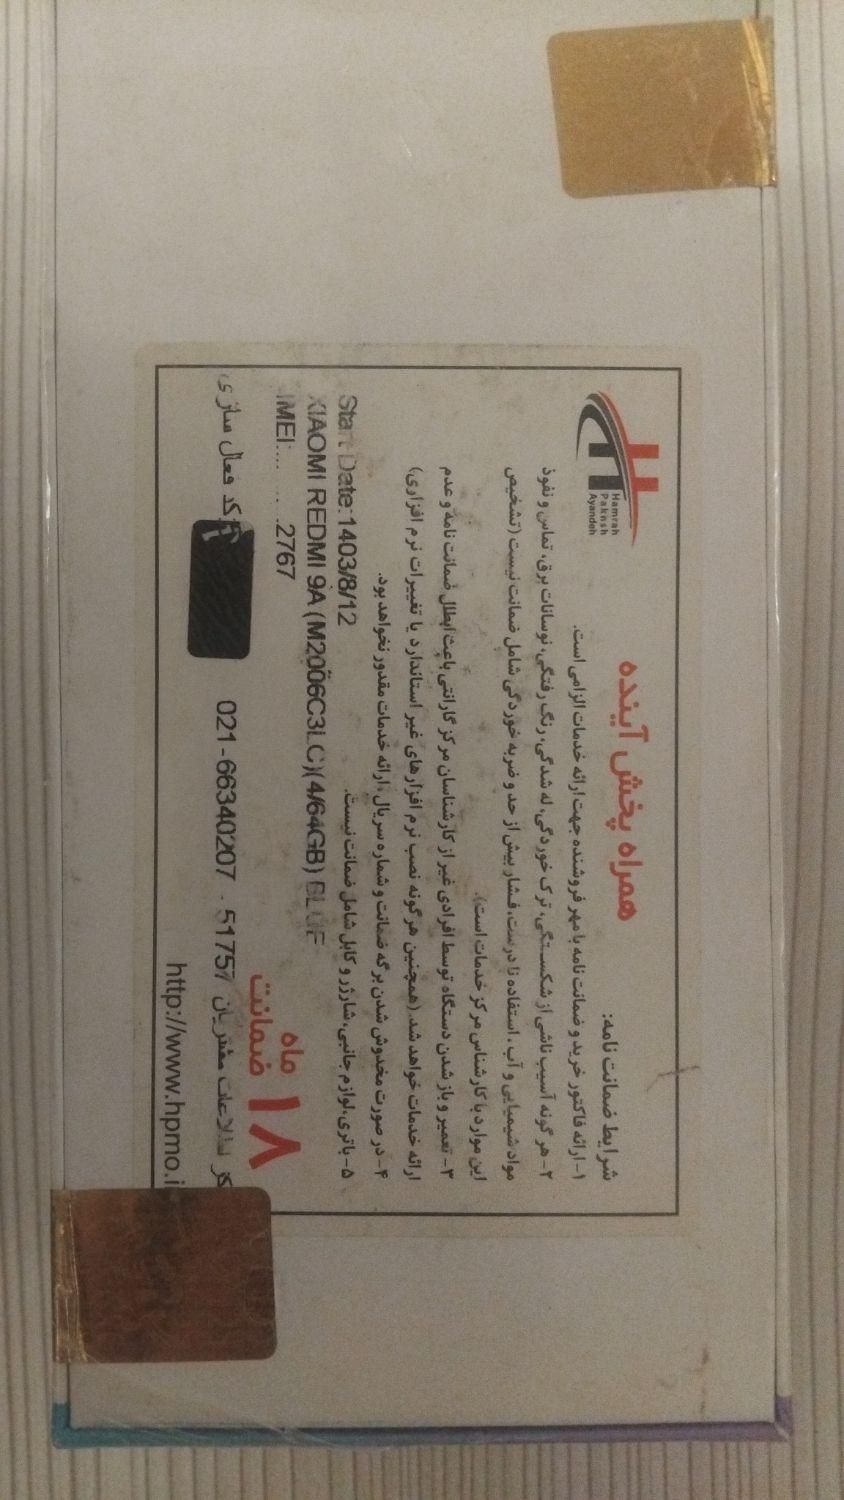 Hamrah
Pakhsh
Ayandeh
همراه پخش آینده
شرایط ضمانت نامه:
۱- ارائه فاکتور خرید و ضمانت نامه با مهر فروشنده جهت ارائه خدمات الزامی است.
۲- هر گونه آسیب ناشی از شکستگی، ترک خوردگی، له شدگی، رنگ رفتگی، نوسانات برق، تماس و نفوذ
مواد شیمیایی و آب، استفاده نادرست، فشار بیش از حد و ضربه خوردگی شامل ضمانت نیست (تشخیص
این موارد با کارشناس مرکز خدمات است).
۳- تعمیر و باز شدن دستگاه توسط افرادی غیر از کارشناسان مرکز گارانتی باعث ابطال ضمانت نامه و عدم
ارائه خدمات خواهد شد. (همچنین هر گونه نصب نرم افزارهای غیر استاندارد یا تغییرات نرم افزاری)
۴- در صورت مخدوش شدن برگه ضمانت و شماره سریال، ارائه خدمات مقدور نخواهد بود.
۵- باتری، لوازم جانبی، شارژر و کابل شامل ضمانت نیست.
Start Date:1403/8/12
XIAOMI REDMI 9A (M2006C3LC)(4/64GB) BLUE
IMEI:
2767
۱۸ ماه ضمانت
کد فعال سازی
021-66340207 - 51757
مشتریان
http://www.hpmo.i